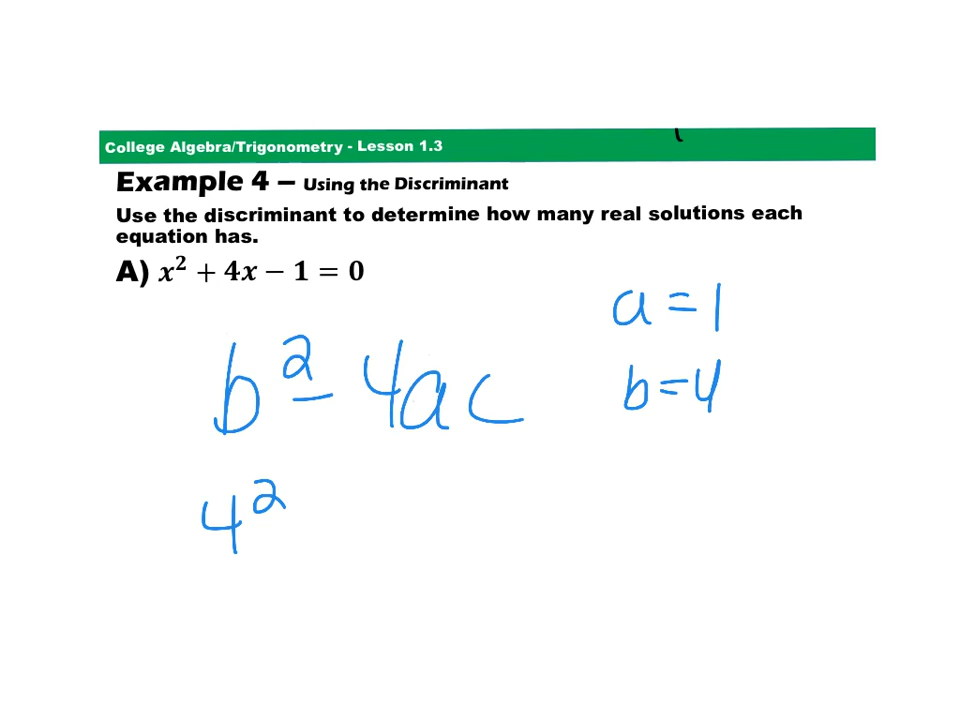 College Algebra/Trigonometry - Lesson 1.3
Example 4 – Using the Discriminant
Use the discriminant to determine how many real solutions each
equation has.
A) x² + 4x − 1 = 0
a = 1
b² − 4ac
b = 4
4²